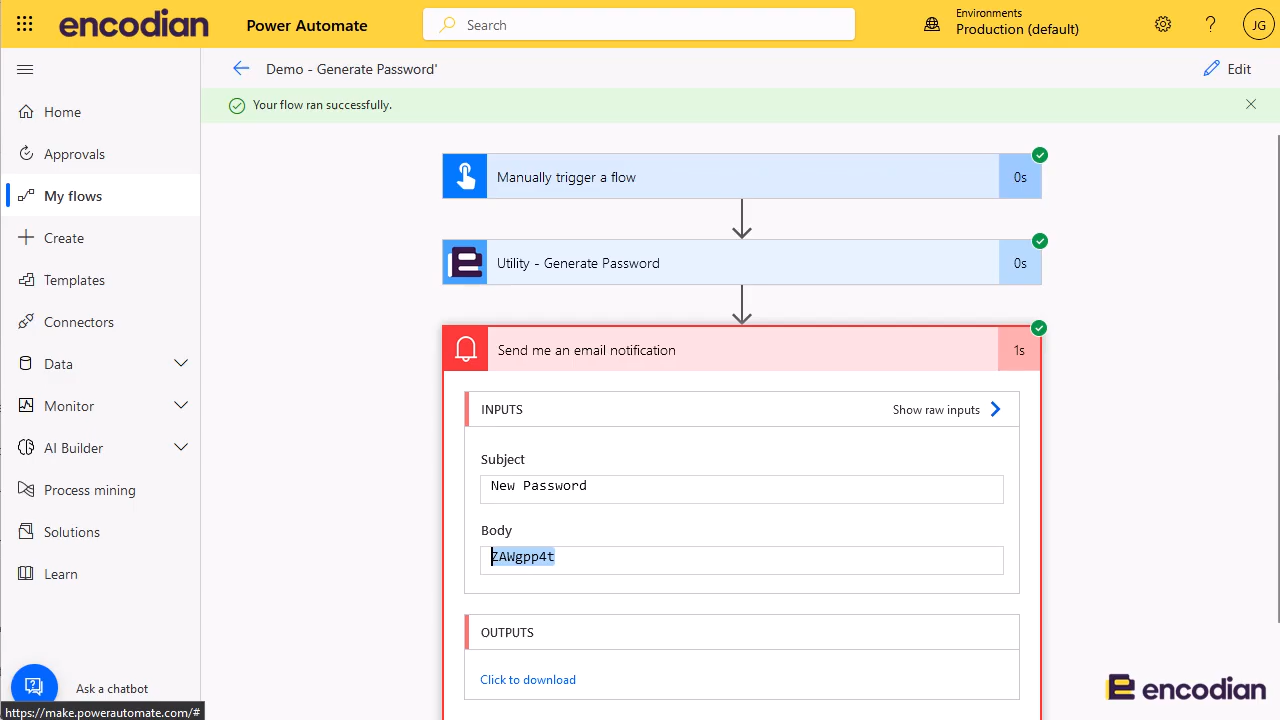 encodian
Power Automate
Search
Environments
Production (default)
JG
Demo - Generate Password'
Edit
Your flow ran successfully.
Home
Approvals
My flows
Create
Templates
Connectors
Data
Monitor
AI Builder
Process mining
Solutions
Learn
Ask a chatbot
https://make.powerautomate.com/#
Manually trigger a flow
0s
Utility - Generate Password
0s
Send me an email notification
1s
INPUTS
Show raw inputs
Subject
New Password
Body
ZAWgpp4t
OUTPUTS
Click to download
encodian